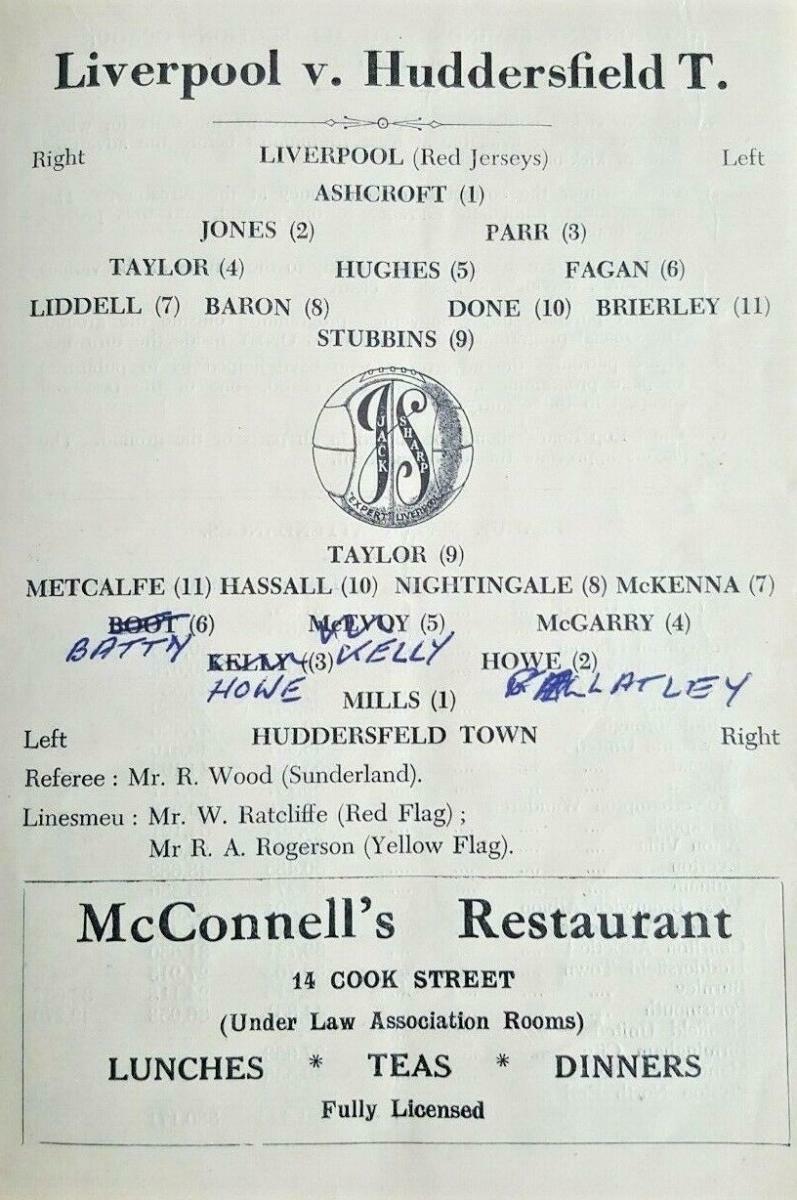 Liverpool v. Huddersfield T.
Right LIVERPOOL (Red Jerseys) Left
ASHCROFT (1)
JONES (2) PARR (3)
TAYLOR (4) HUGHES (5) FAGAN (6)
LIDDELL (7) BARON (8) DONE (10) BRIERLEY (11)
STUBBINS (9)
JS
JACK SHARP
"EXPERT" LIVERPOOL
TAYLOR (9)
METCALFE (11) HASSALL (10) NIGHTINGALE (8) McKENNA (7)
BOOT (6) McEVOY (5) McGARRY (4)
BATTY
KELLY (3) KELLY HOWE (2)
HOWE GALLATLEY
MILLS (1)
Left HUDDERSFELD TOWN Right
Referee : Mr. R. Wood (Sunderland).
Linesmeu : Mr. W. Ratcliffe (Red Flag) ;
Mr R. A. Rogerson (Yellow Flag).
McConnell's Restaurant
14 COOK STREET
(Under Law Association Rooms)
LUNCHES * TEAS * DINNERS
Fully Licensed